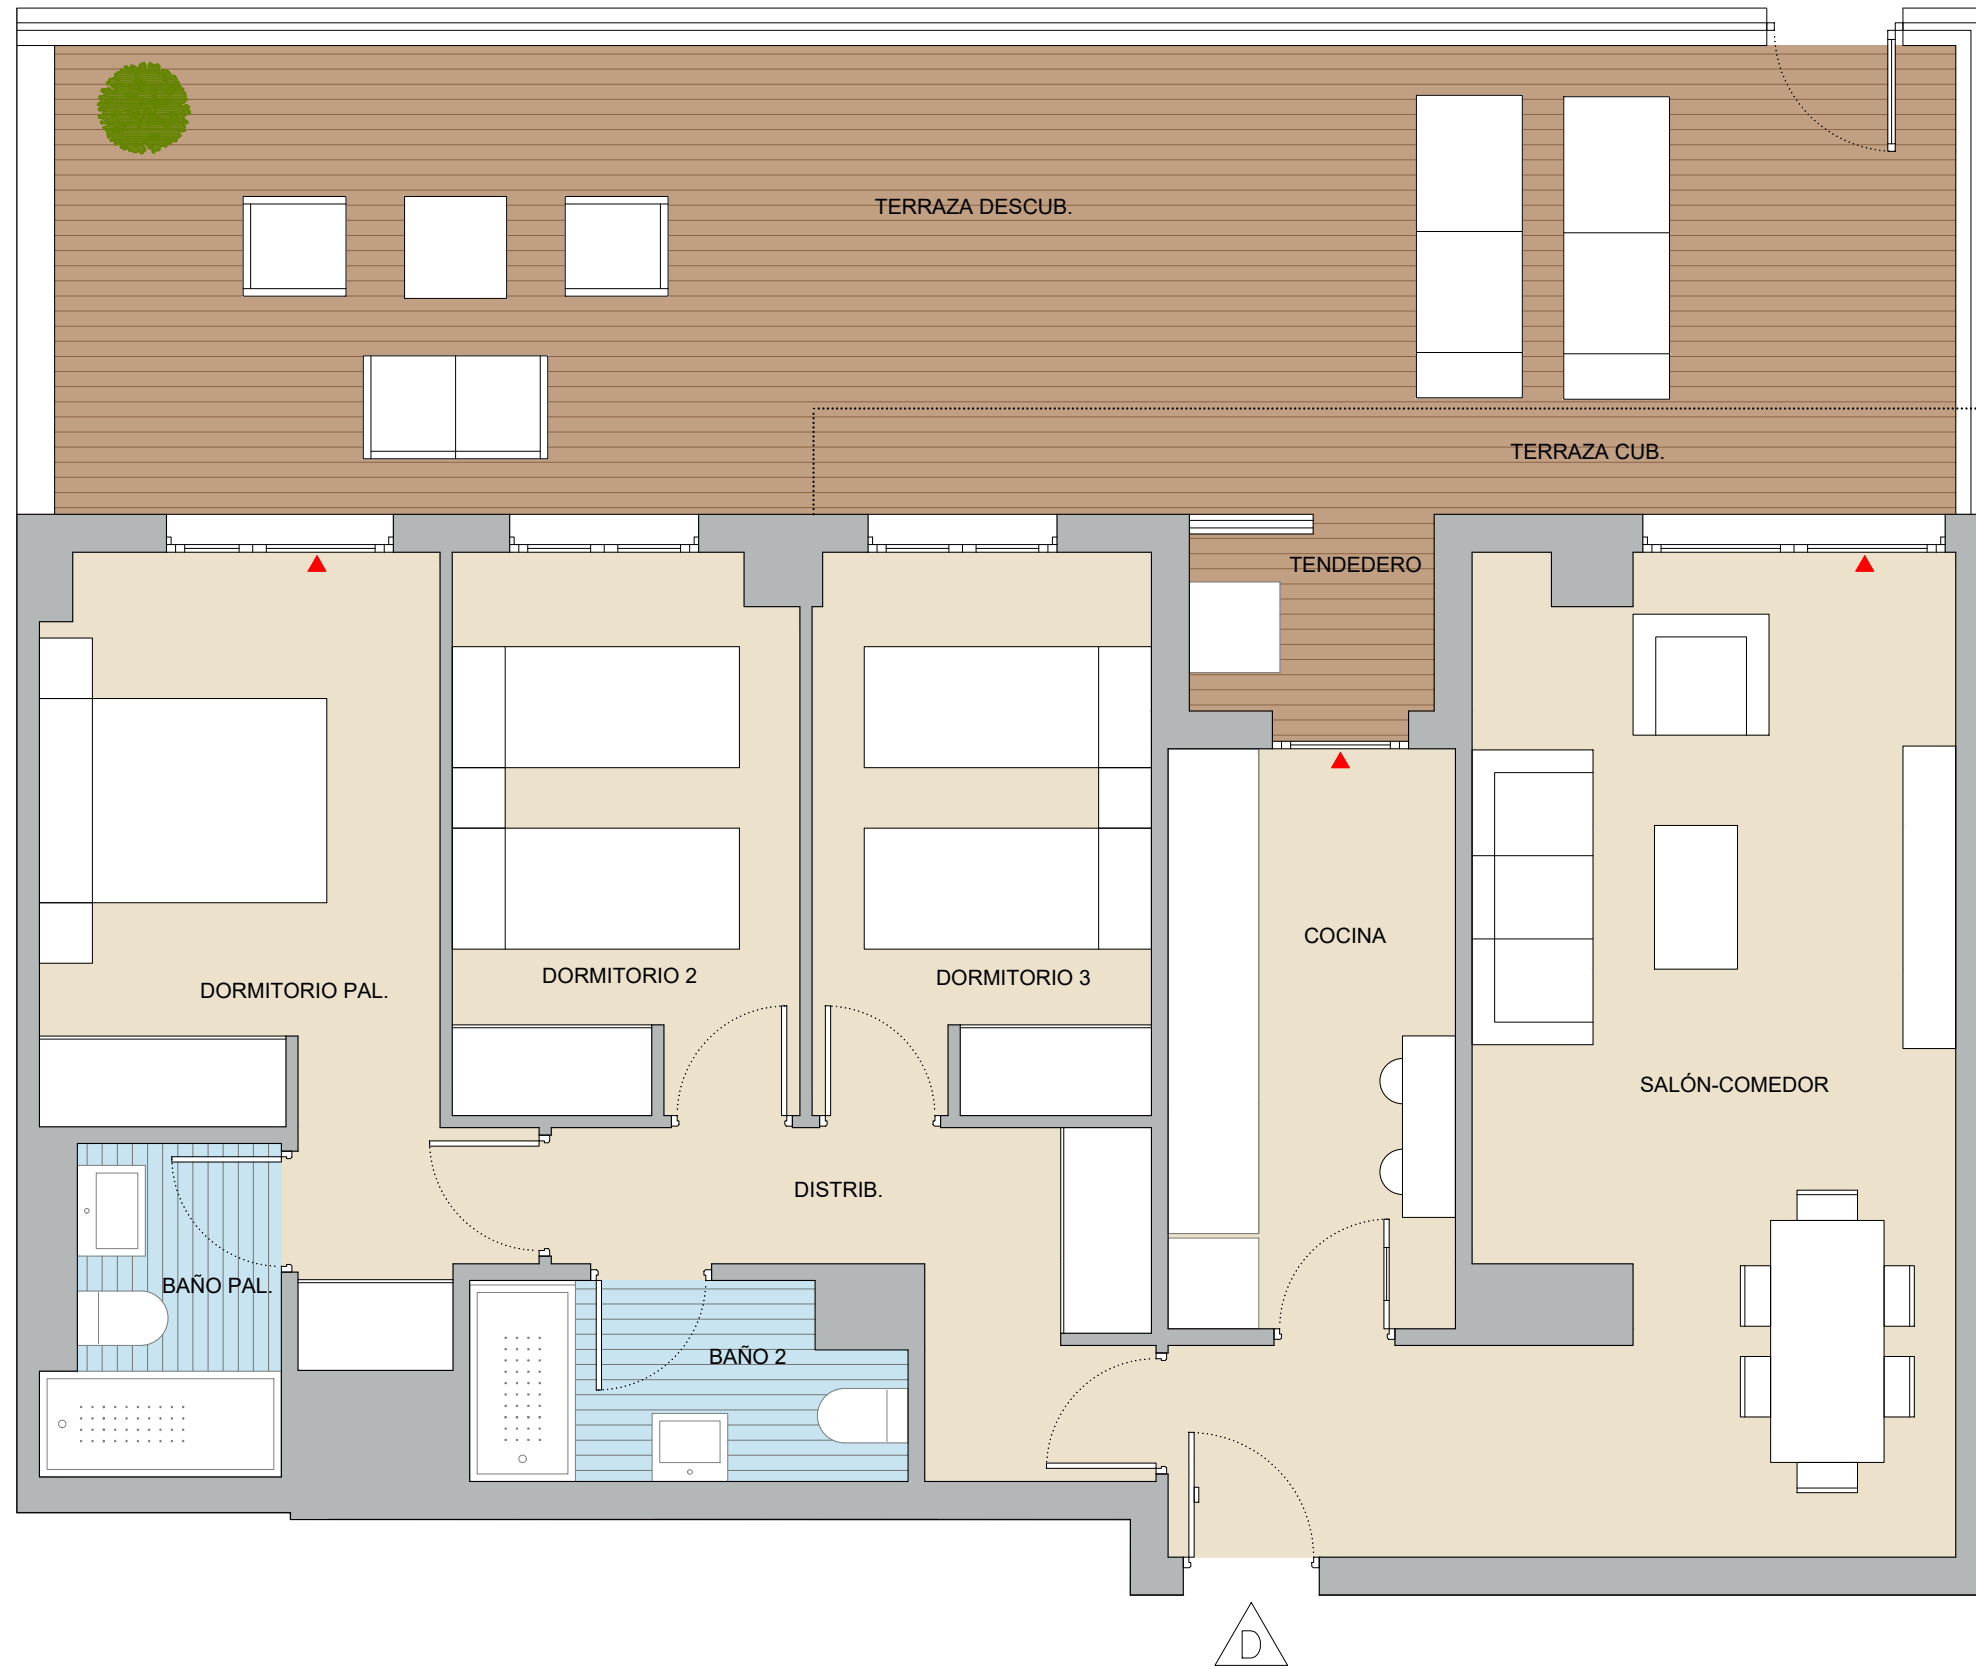 TERRAZA DESCUB.
TERRAZA CUB.
TENDEDERO
COCINA
DORMITORIO PAL.
DORMITORIO 2
DORMITORIO 3
SALÓN-COMEDOR
DISTRIB.
BAÑO PAL.
BAÑO 2
D